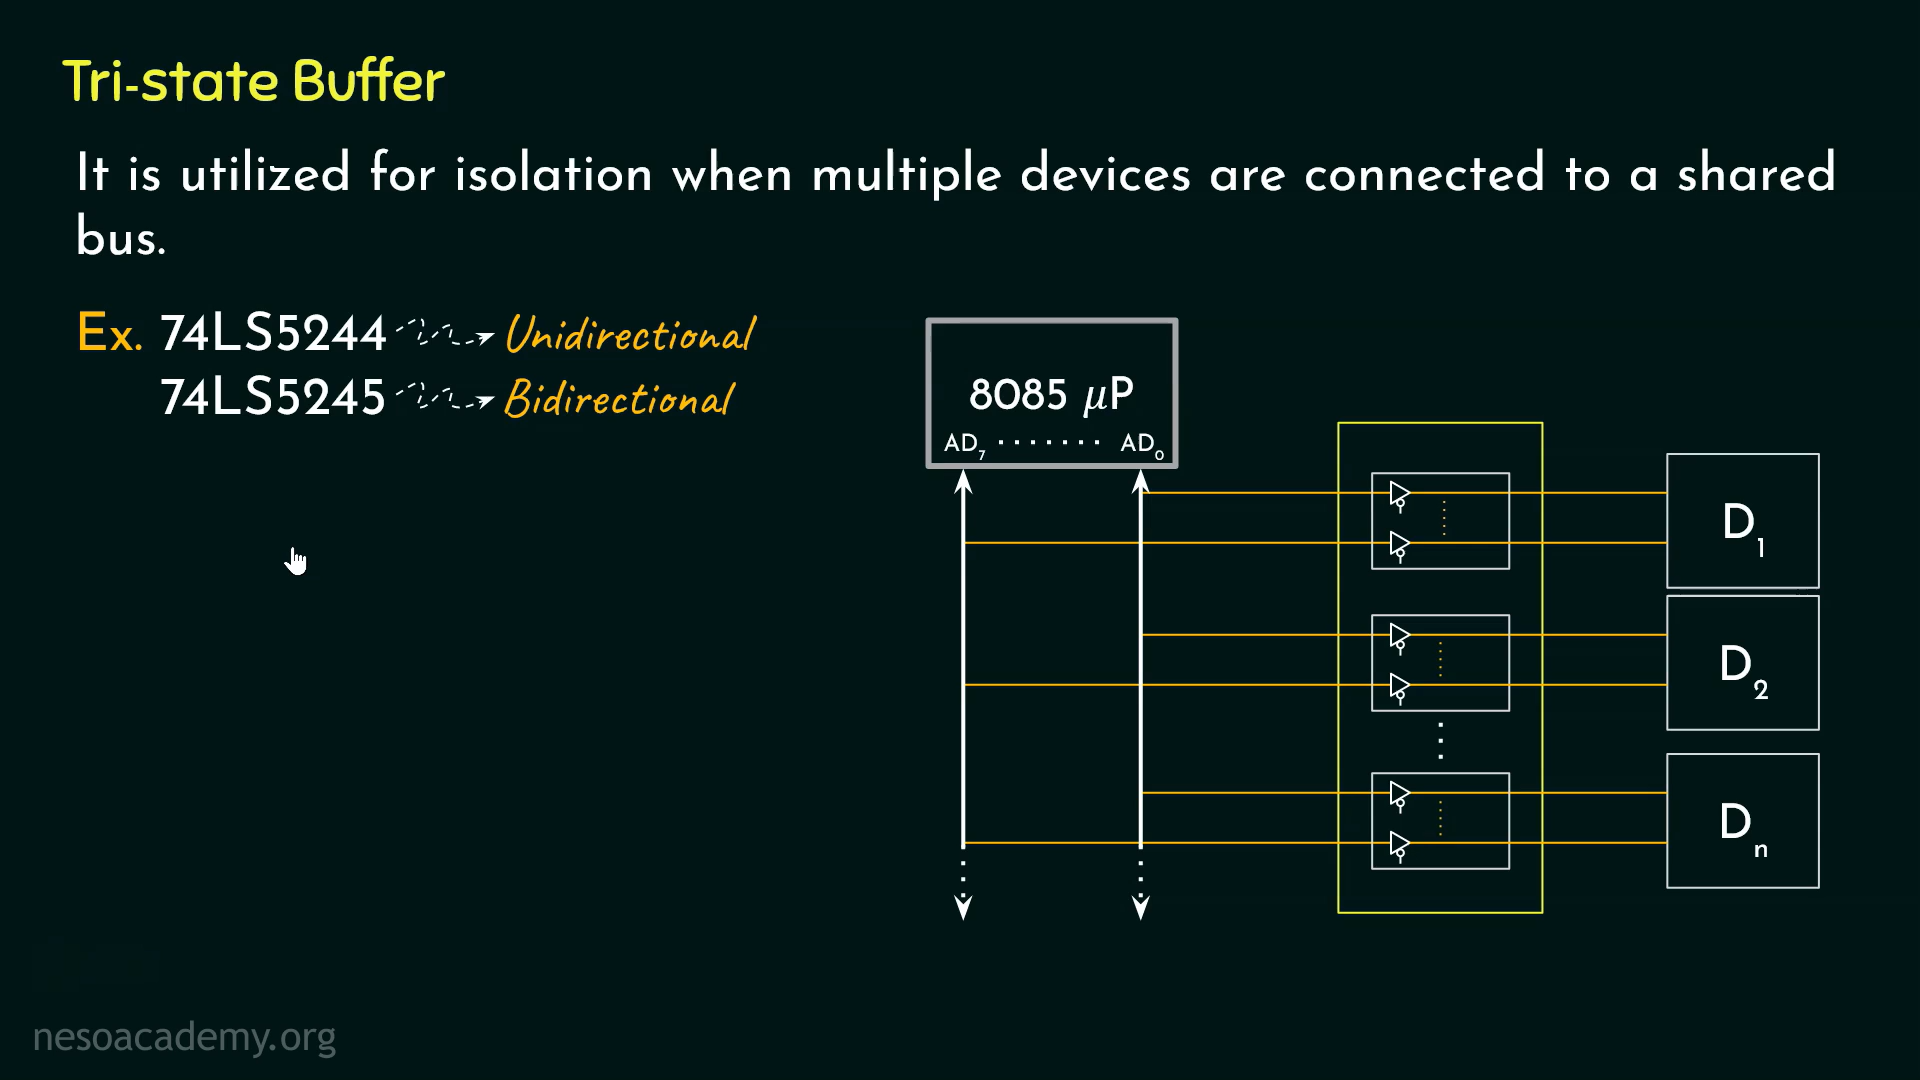 Tri-state Buffer
It is utilized for isolation when multiple devices are connected to a shared
bus.
Ex. 74LS5244 Unidirectional
74LS5245 Bidirectional
8085 μP
AD₇ ....... AD₀
D₁
D₂
Dₙ
nesoacademy.org